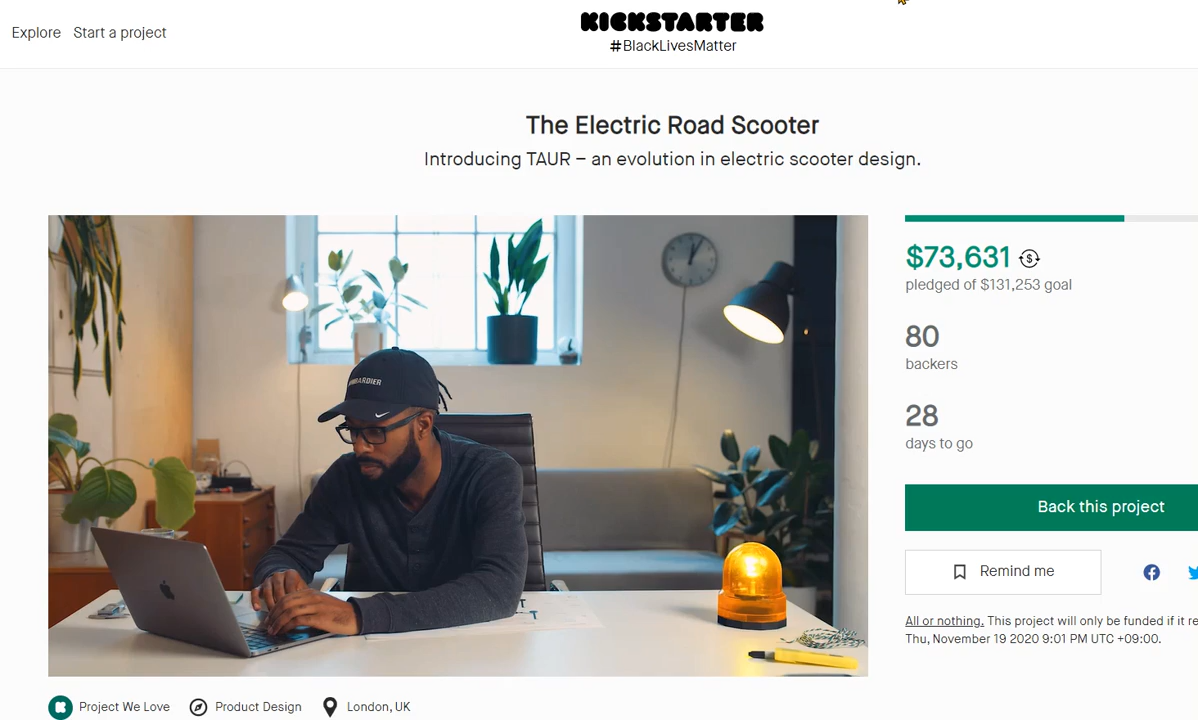 Explore Start a project
KICKSTARTER
#BlackLivesMatter
The Electric Road Scooter
Introducing TAUR – an evolution in electric scooter design.
$73,631
pledged of $131,253 goal
80
backers
28
days to go
Back this project
Remind me
All or nothing. This project will only be funded if it re
Thu, November 19 2020 9:01 PM UTC +09:00.
Project We Love Product Design London, UK